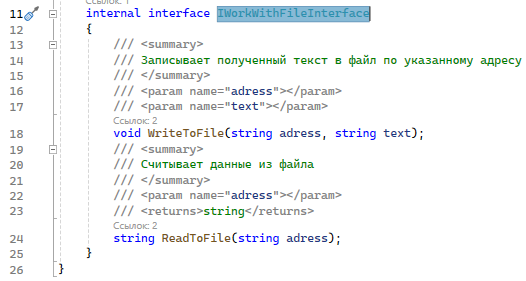 Ссылок: 1
11 internal interface IWorkWithFileInterface
12 {
13 /// <summary>
14 /// Записывает полученный текст в файл по указанному адресу
15 /// </summary>
16 /// <param name="adress"></param>
17 /// <param name="text"></param>
Ссылок: 2
18 void WriteToFile(string adress, string text);
19 /// <summary>
20 /// Считывает данные из файла
21 /// </summary>
22 /// <param name="adress"></param>
23 /// <returns>string</returns>
Ссылок: 2
24 string ReadToFile(string adress);
25 }
26 }